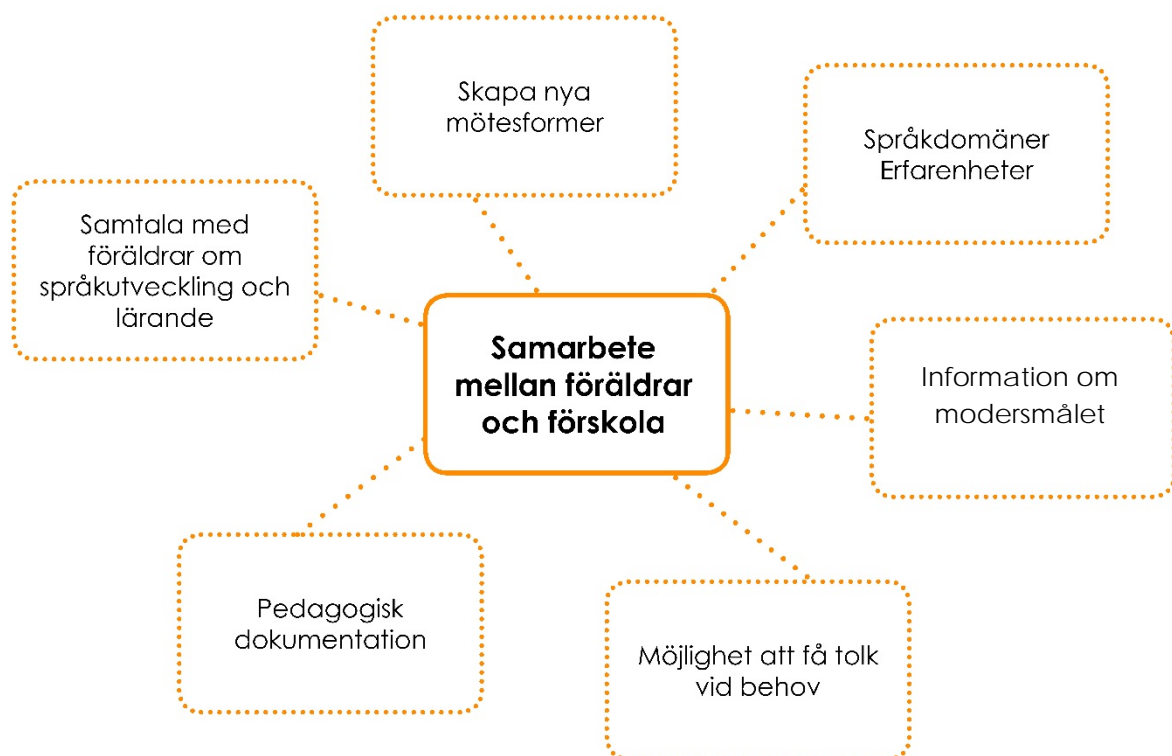 Skapa nya
mötesformer
Språkdomäner
Erfarenheter
Samtala med
föräldrar om
språkutveckling och
lärande
Samarbete
mellan föräldrar
och förskola
Information om
modersmålet
Pedagogisk
dokumentation
Möjlighet att få tolk
vid behov